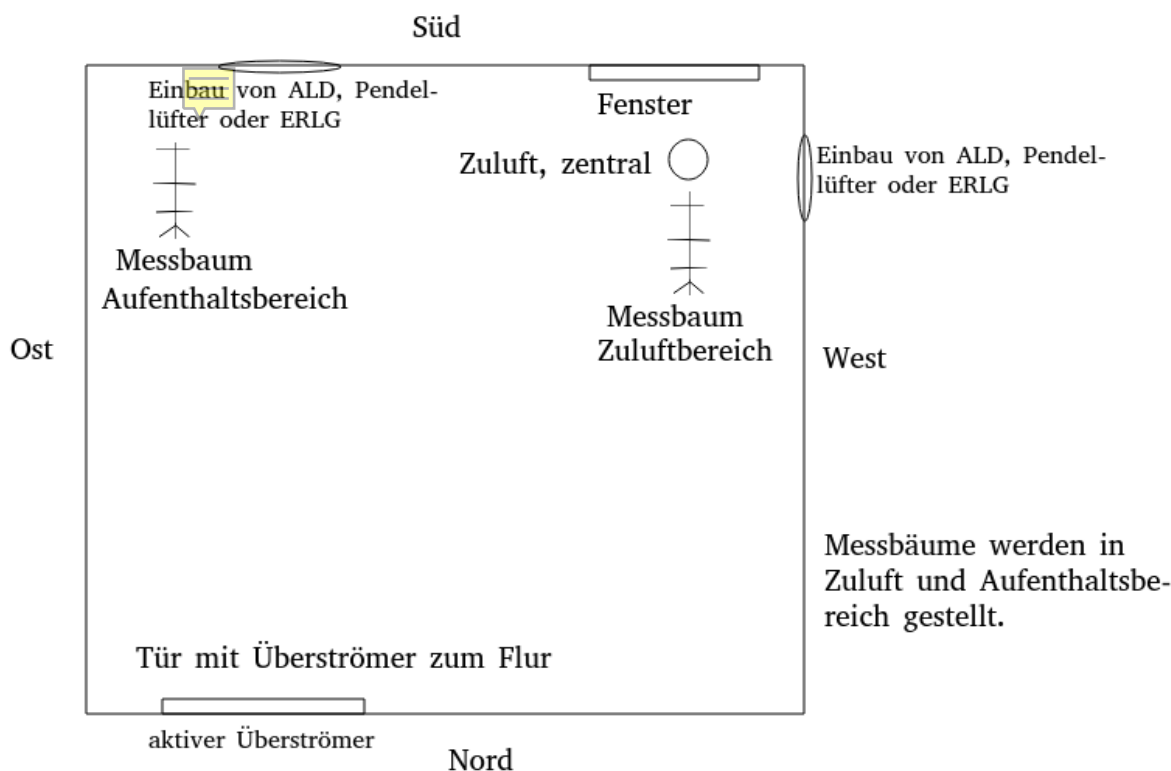 Süd
Einbau von ALD, Pendel-
lüfter oder ERLG
Fenster
Zuluft, zentral
Einbau von ALD, Pendel-
lüfter oder ERLG
Messbaum
Aufenthaltsbereich
Messbaum
Zuluftbereich
Ost
West
Messbäume werden in
Zuluft und Aufenthaltsbe-
reich gestellt.
Tür mit Überströmer zum Flur
aktiver Überströmer
Nord